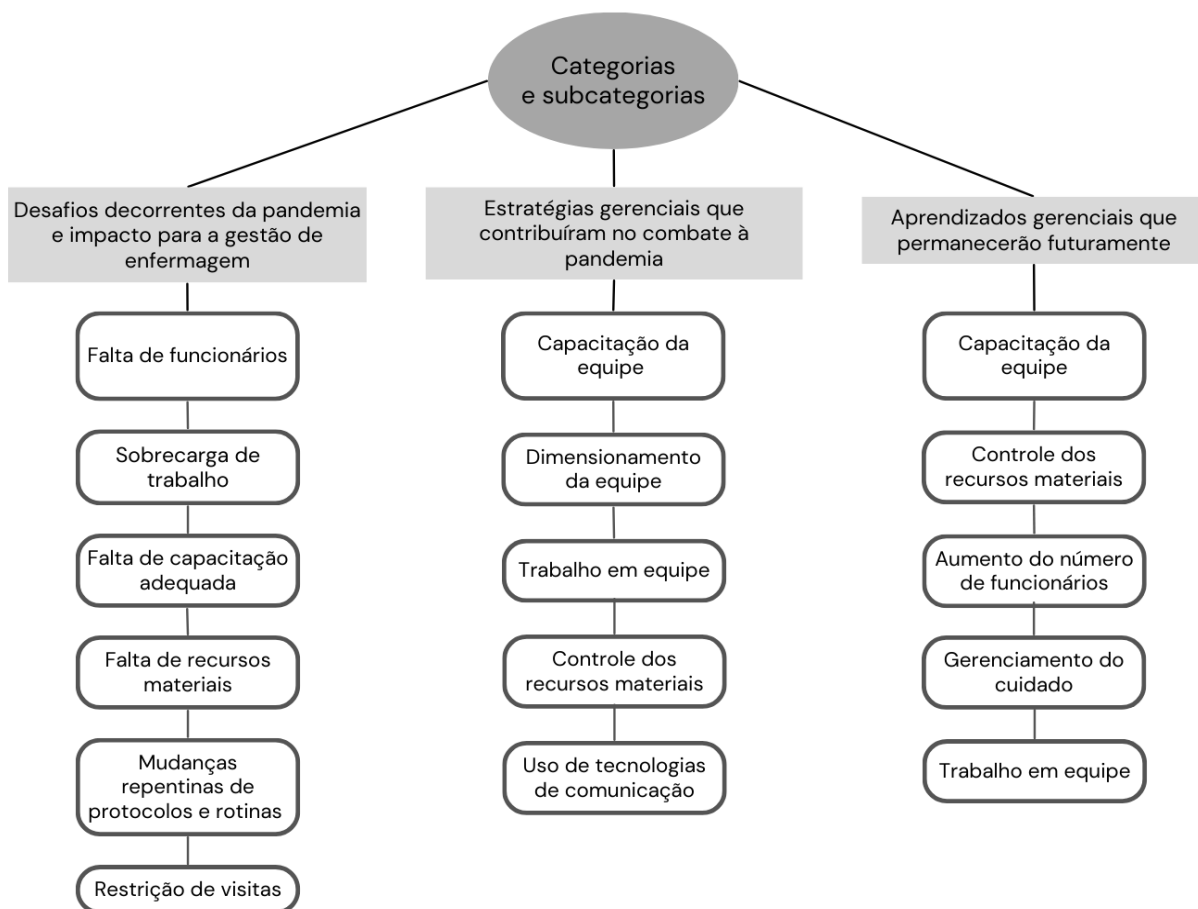 Categorias
e subcategorias
Desafios decorrentes da pandemia
e impacto para a gestão de
enfermagem
Falta de funcionários
Sobrecarga de
trabalho
Falta de capacitação
adequada
Falta de recursos
materiais
Mudanças
repentinas de
protocolos e rotinas
Restrição de visitas
Estratégias gerenciais que
contribuíram no combate à
pandemia
Capacitação da
equipe
Dimensionamento
da equipe
Trabalho em equipe
Controle dos
recursos materiais
Uso de tecnologias
de comunicação
Aprendizados gerenciais que
permanecerão futuramente
Capacitação da
equipe
Controle dos
recursos materiais
Aumento do número
de funcionários
Gerenciamento do
cuidado
Trabalho em equipe